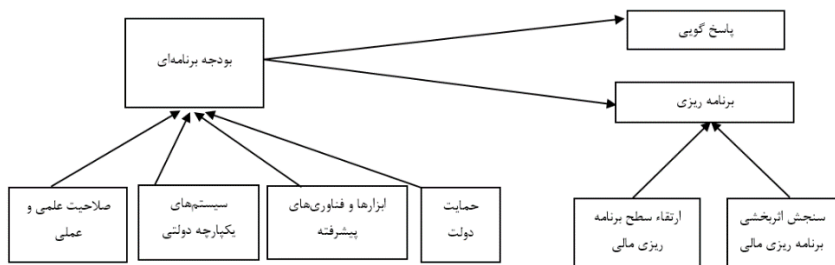 پاسخ گویی
بودجه برنامه‌ای
برنامه ریزی
حمایت
دولت
ابزارها و فناوری‌های
پیشرفته
سیستم‌های
یکپارچه دولتی
صلاحیت علمی و
عملی
سنجش اثربخشی
برنامه ریزی مالی
ارتقاء سطح برنامه
ریزی مالی